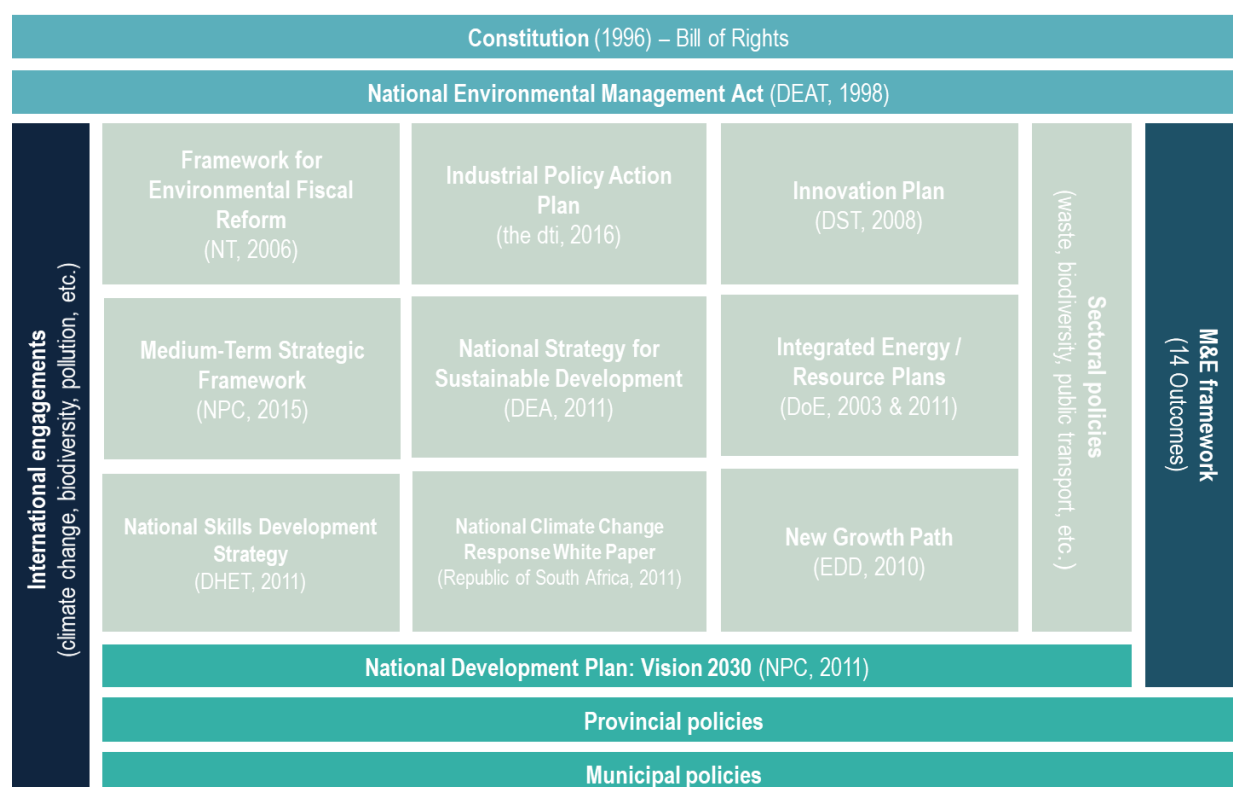 Constitution (1996) – Bill of Rights
National Environmental Management Act (DEAT, 1998)
International engagements
(climate change, biodiversity, pollution, etc.)
Framework for
Environmental Fiscal
Reform
(NT, 2006)
Industrial Policy Action
Plan
(the dti, 2016)
Innovation Plan
(DST, 2008)
Medium-Term Strategic
Framework
(NPC, 2015)
National Strategy for
Sustainable Development
(DEA, 2011)
Integrated Energy /
Resource Plans
(DoE, 2003 & 2011)
National Skills Development
Strategy
(DHET, 2011)
National Climate Change
Response White Paper
(Republic of South Africa, 2011)
New Growth Path
(EDD, 2010)
Sectoral policies
(waste, biodiversity, public transport, etc.)
M&E framework
(14 Outcomes)
National Development Plan: Vision 2030 (NPC, 2011)
Provincial policies
Municipal policies